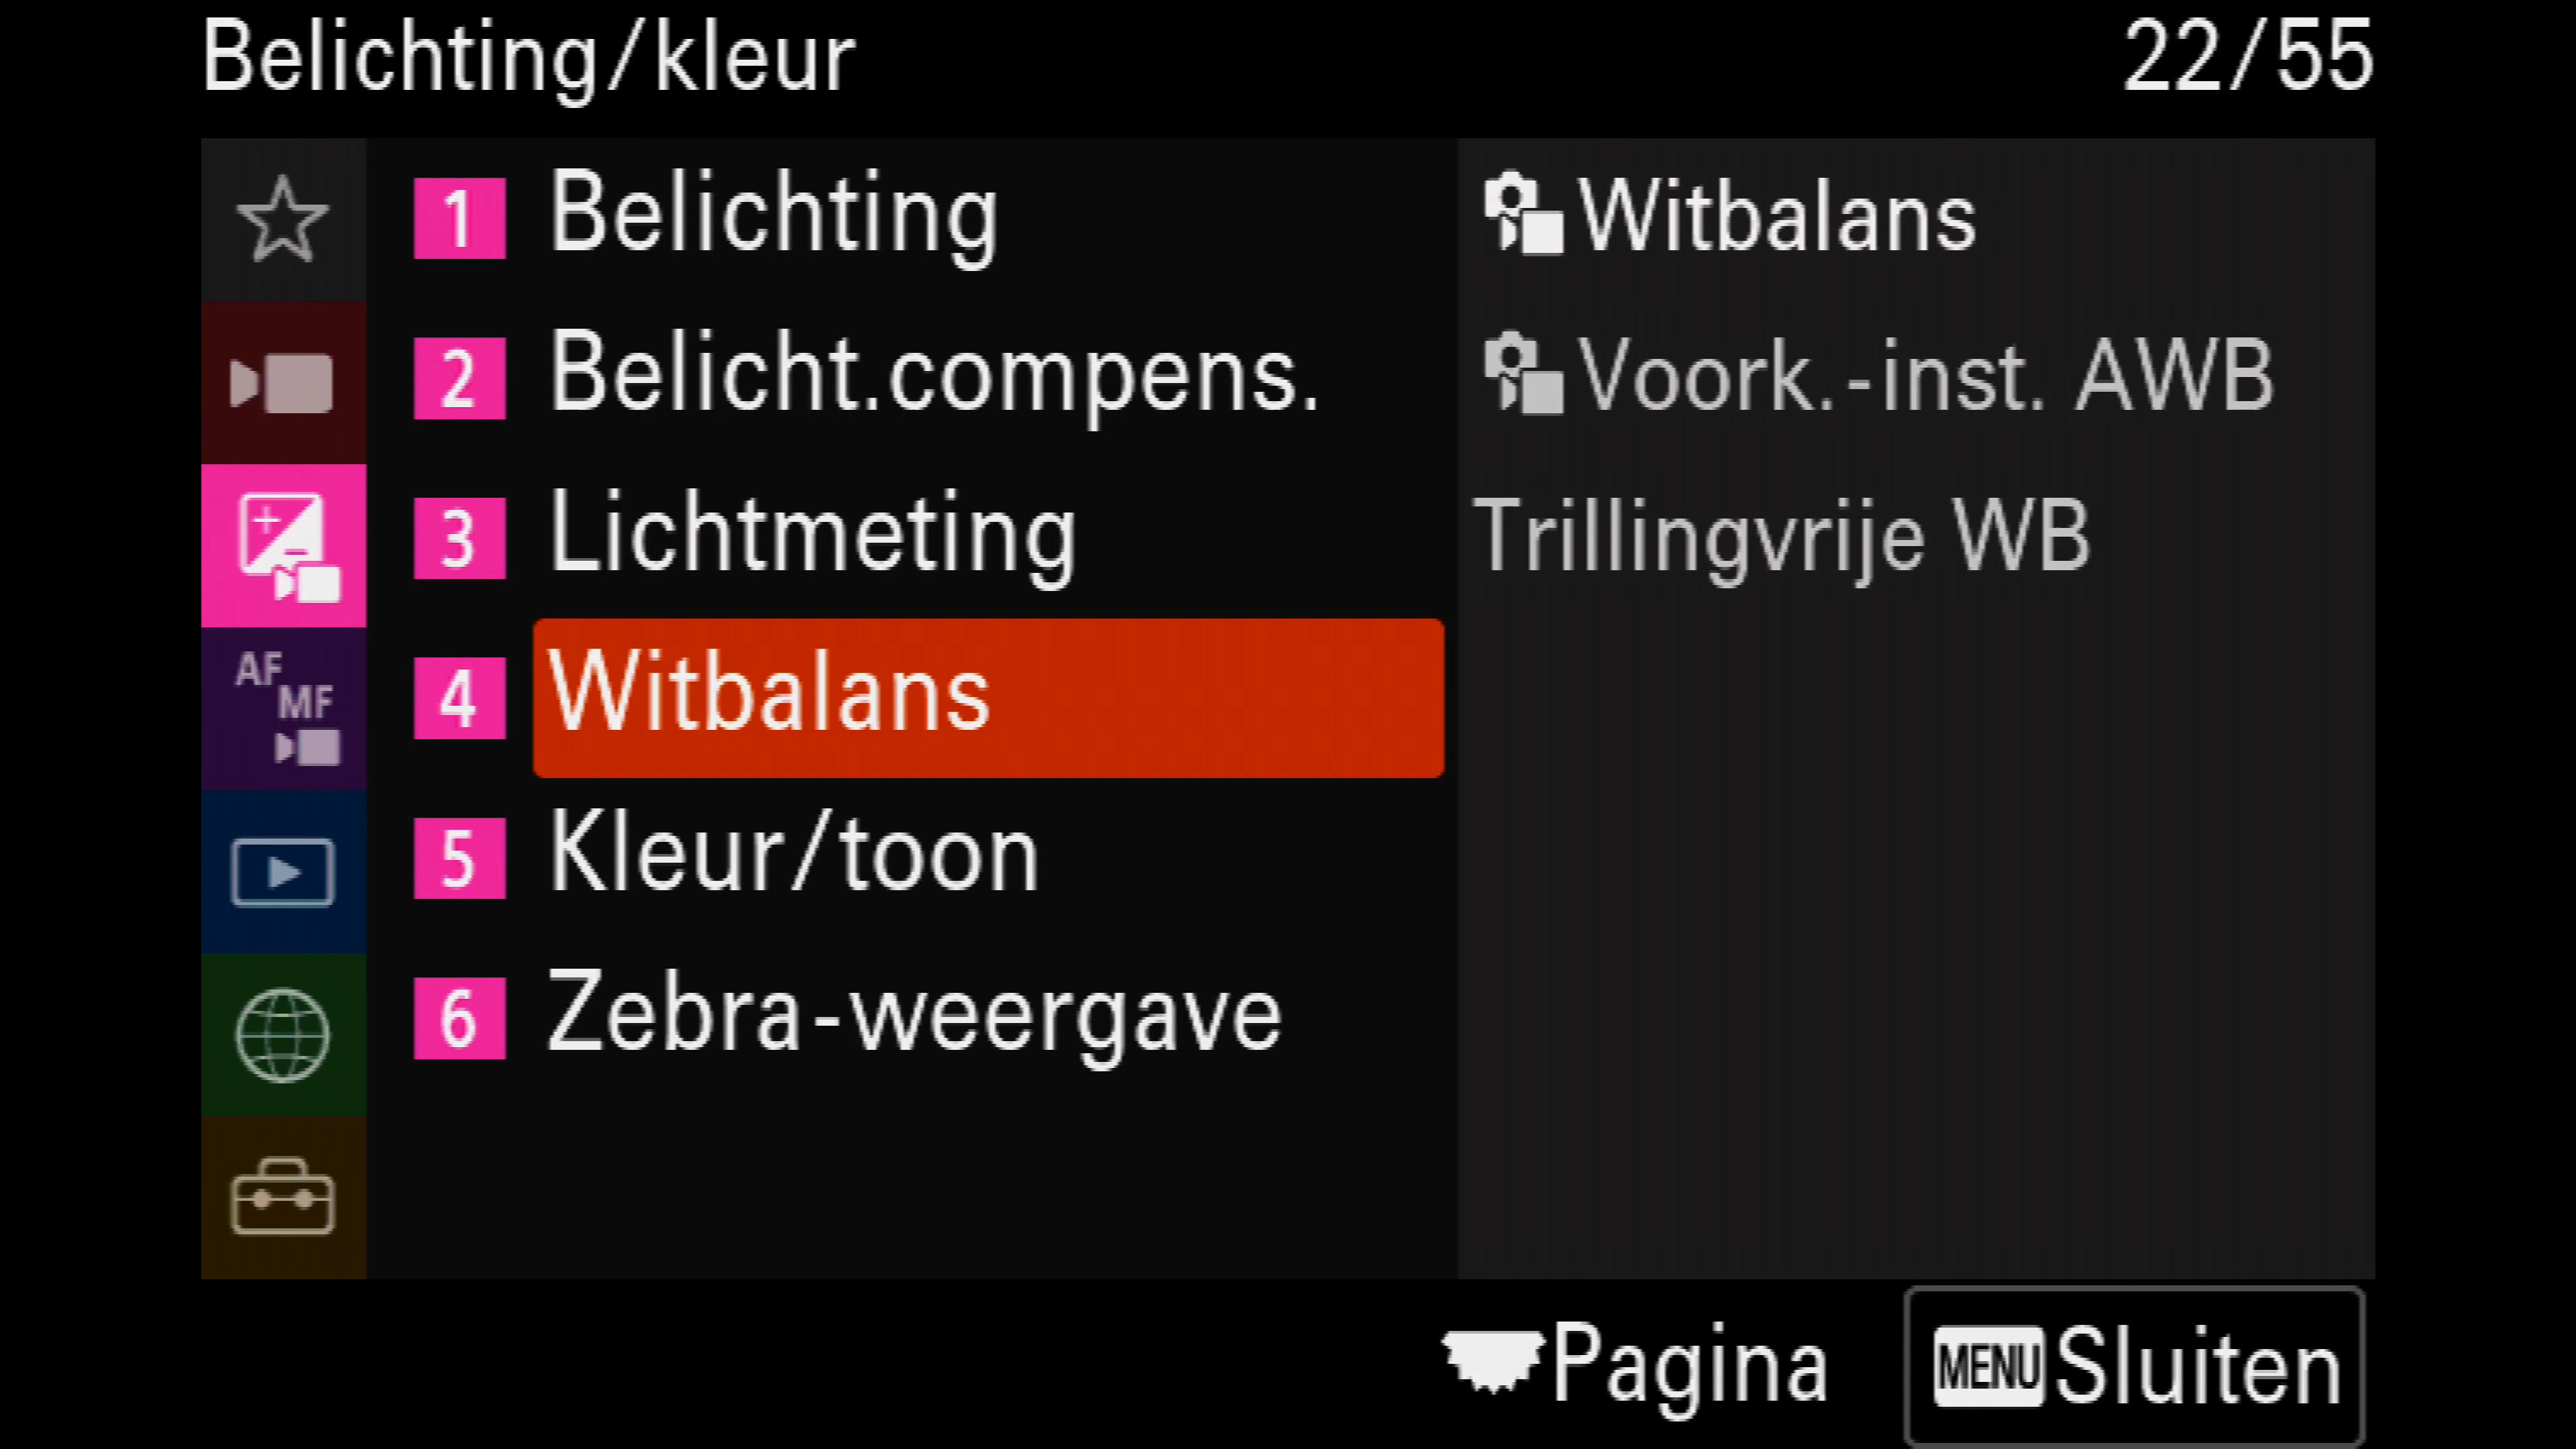 Belichting/kleur
22/55
1 Belichting
2 Belicht.compens.
3 Lichtmeting
4 Witbalans
5 Kleur/toon
6 Zebra-weergave
AF
MF
Witbalans
Voork.-inst. AWB
Trillingvrije WB
Pagina
MENU Sluiten